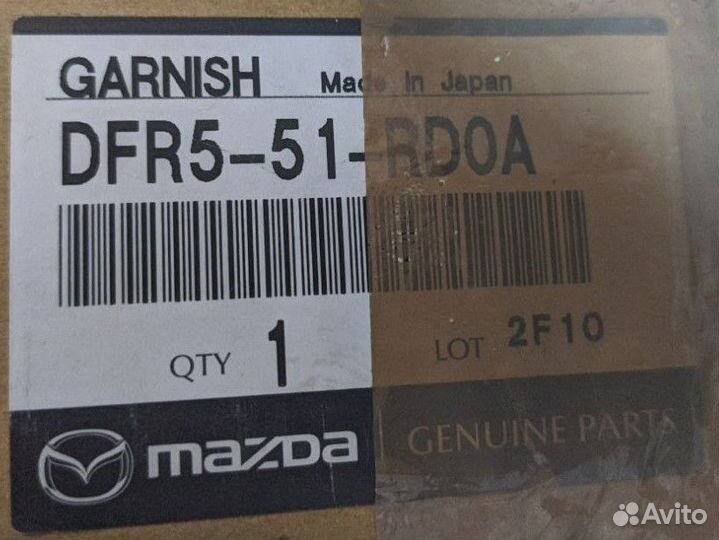 GARNISH Made In Japan
DFR5-51-RD0A
QTY 1 LOT 2F10
mazda GENUINE PARTS
Avito